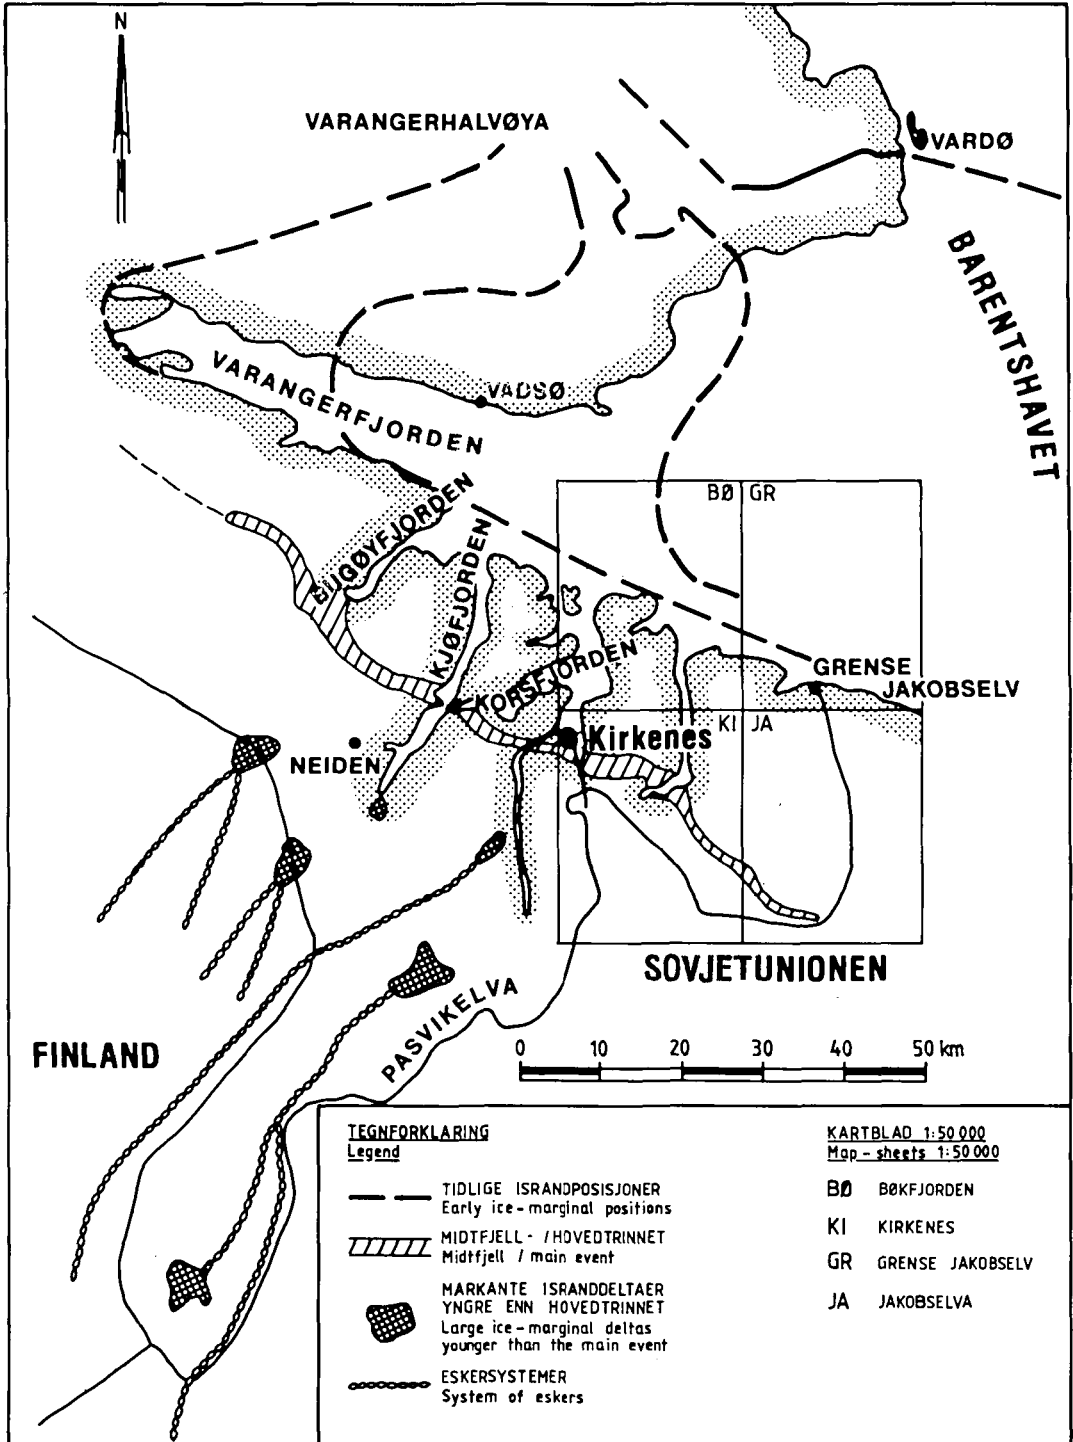 N
VARANGERHALVØYA
VARDØ
BARENTSHAVET
VARANGERFJORDEN
VADSØ
BUGØYFJORDEN
KJØFJORDEN
BØ GR
KORSFJORDEN
GRENSE
JAKOBSELV
KI JA
Kirkenes
NEIDEN
SOVJETUNIONEN
PASVIKELVA
FINLAND
0 10 20 30 40 50 km
TEGNFORKLARING
Legend
TIDLIGE ISRANDPOSISJONER
Early ice-marginal positions
MIDTFJELL- / HOVEDTRINNET
Midtfjell / main event
MARKANTE ISRANDDELTAER
YNGRE ENN HOVEDTRINNET
Large ice-marginal deltas
younger than the main event
ESKERSYSTEMER
System of eskers
KARTBLAD 1:50 000
Map-sheets 1:50 000
BØ BØKFJORDEN
KI KIRKENES
GR GRENSE JAKOBSELV
JA JAKOBSELVA